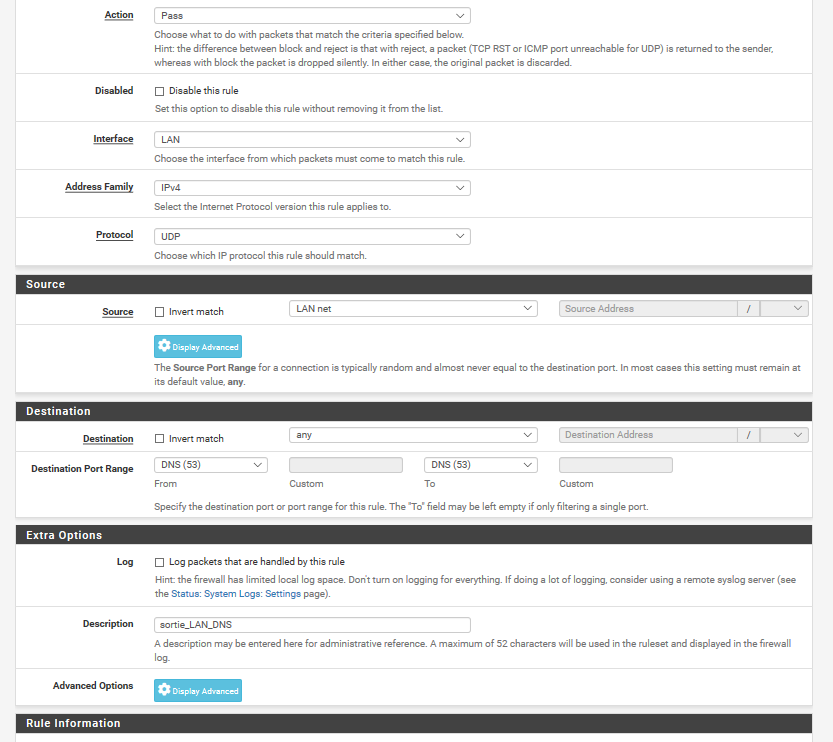 Action
Pass
Choose what to do with packets that match the criteria specified below.
Hint: the difference between block and reject is that with reject, a packet (TCP RST or ICMP port unreachable for UDP) is returned to the sender,
whereas with block the packet is dropped silently. In either case, the original packet is discarded.
Disabled
Disable this rule
Set this option to disable this rule without removing it from the list.
Interface
LAN
Choose the interface from which packets must come to match this rule.
Address Family
IPv4
Select the Internet Protocol version this rule applies to.
Protocol
UDP
Choose which IP protocol this rule should match.
Source
Source
Invert match
LAN net
Source Address
/
Display Advanced
The Source Port Range for a connection is typically random and almost never equal to the destination port. In most cases this setting must remain at
its default value, any.
Destination
Destination
Invert match
any
Destination Address
/
Destination Port Range
DNS (53)
DNS (53)
From
Custom
To
Custom
Specify the destination port or port range for this rule. The "To" field may be left empty if only filtering a single port.
Extra Options
Log
Log packets that are handled by this rule
Hint: the firewall has limited local log space. Don't turn on logging for everything. If doing a lot of logging, consider using a remote syslog server (see
the Status: System Logs: Settings page).
Description
sortie_LAN_DNS
A description may be entered here for administrative reference. A maximum of 52 characters will be used in the ruleset and displayed in the firewall
log.
Advanced Options
Display Advanced
Rule Information